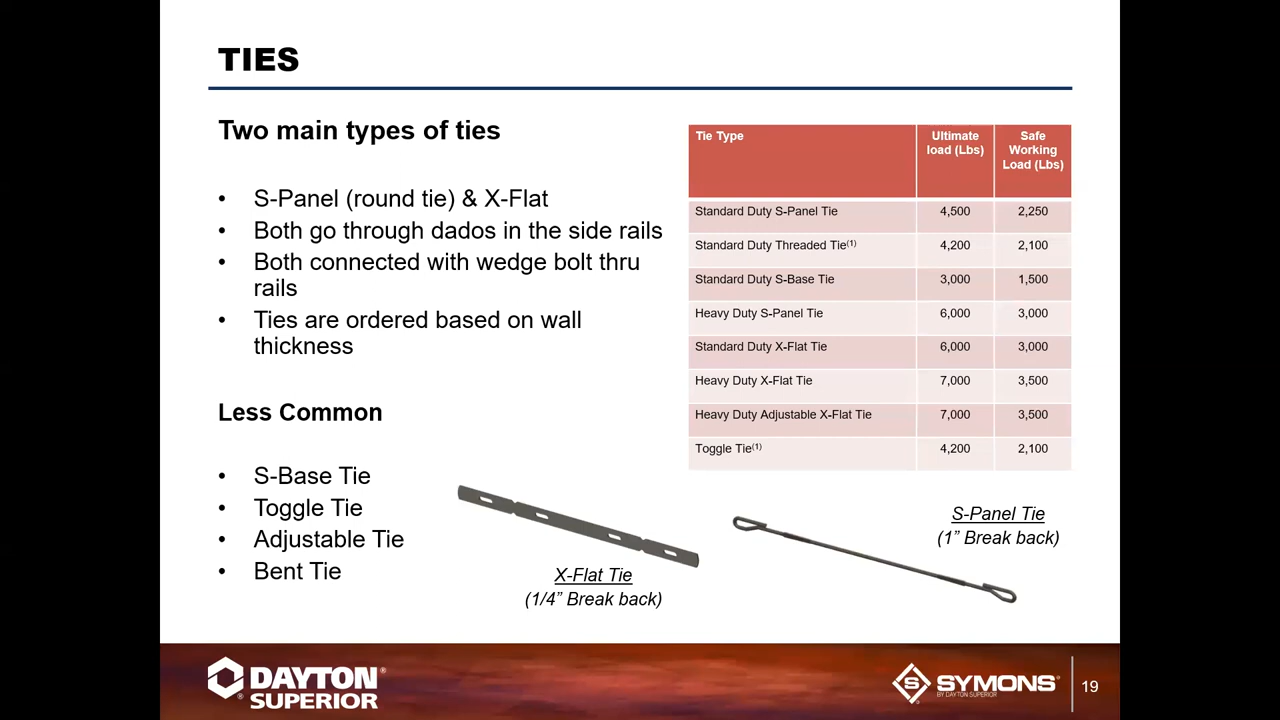 TIES
Two main types of ties
• S-Panel (round tie) & X-Flat
• Both go through dados in the side rails
• Both connected with wedge bolt thru
rails
• Ties are ordered based on wall
thickness
Less Common
• S-Base Tie
• Toggle Tie
• Adjustable Tie
• Bent Tie
Tie Type Ultimate load (Lbs) Safe Working Load (Lbs)
Standard Duty S-Panel Tie 4,500 2,250
Standard Duty Threaded Tie(1) 4,200 2,100
Standard Duty S-Base Tie 3,000 1,500
Heavy Duty S-Panel Tie 6,000 3,000
Standard Duty X-Flat Tie 6,000 3,000
Heavy Duty X-Flat Tie 7,000 3,500
Heavy Duty Adjustable X-Flat Tie 7,000 3,500
Toggle Tie(1) 4,200 2,100
X-Flat Tie
(1/4” Break back)
S-Panel Tie
(1” Break back)
DAYTON®
SUPERIOR®
S SYMONS®
BY DAYTON SUPERIOR
19